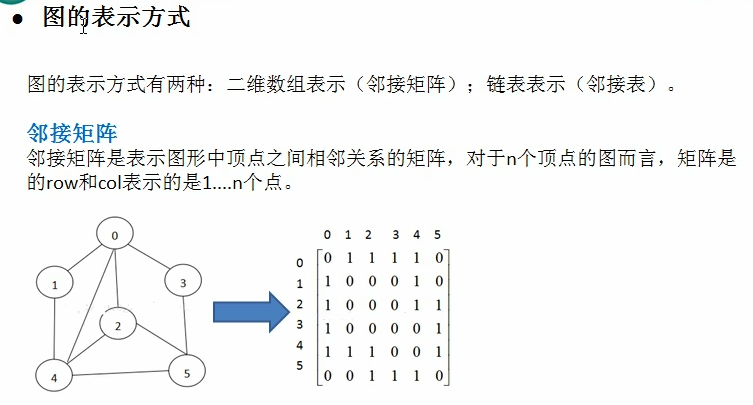 ● 图的表示方式
图的表示方式有两种：二维数组表示（邻接矩阵）；链表表示（邻接表）。
邻接矩阵
邻接矩阵是表示图形中顶点之间相邻关系的矩阵，对于n个顶点的图而言，矩阵是
的row和col表示的是1....n个点。
0
1
3
2
4
5
0 1 2 3 4 5
0 0 1 1 1 1 0
1 1 0 0 0 1 0
2 1 0 0 0 1 1
3 1 0 0 0 0 1
4 1 1 1 0 0 1
5 0 0 1 1 1 0